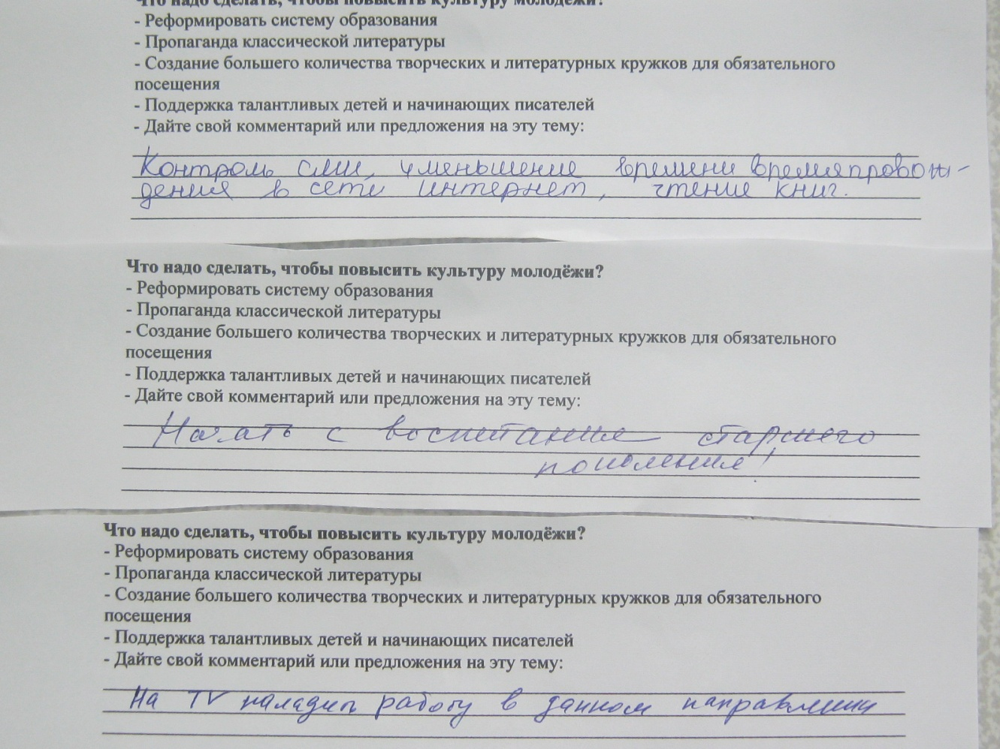 Что надо сделать, чтобы повысить культуру молодёжи?
- Реформировать систему образования
- Пропаганда классической литературы
- Создание большего количества творческих и литературных кружков для обязательного
посещения
- Поддержка талантливых детей и начинающих писателей
- Дайте свой комментарий или предложения на эту тему:
Контроль СМИ, уменьшение времени времяпровож-
дения в сети интернет, чтение книг.
Что надо сделать, чтобы повысить культуру молодёжи?
- Реформировать систему образования
- Пропаганда классической литературы
- Создание большего количества творческих и литературных кружков для обязательного
посещения
- Поддержка талантливых детей и начинающих писателей
- Дайте свой комментарий или предложения на эту тему:
Начать с воспитания старшего
поколения!
Что надо сделать, чтобы повысить культуру молодёжи?
- Реформировать систему образования
- Пропаганда классической литературы
- Создание большего количества творческих и литературных кружков для обязательного
посещения
- Поддержка талантливых детей и начинающих писателей
- Дайте свой комментарий или предложения на эту тему:
На TV наладить работу в данном направлении